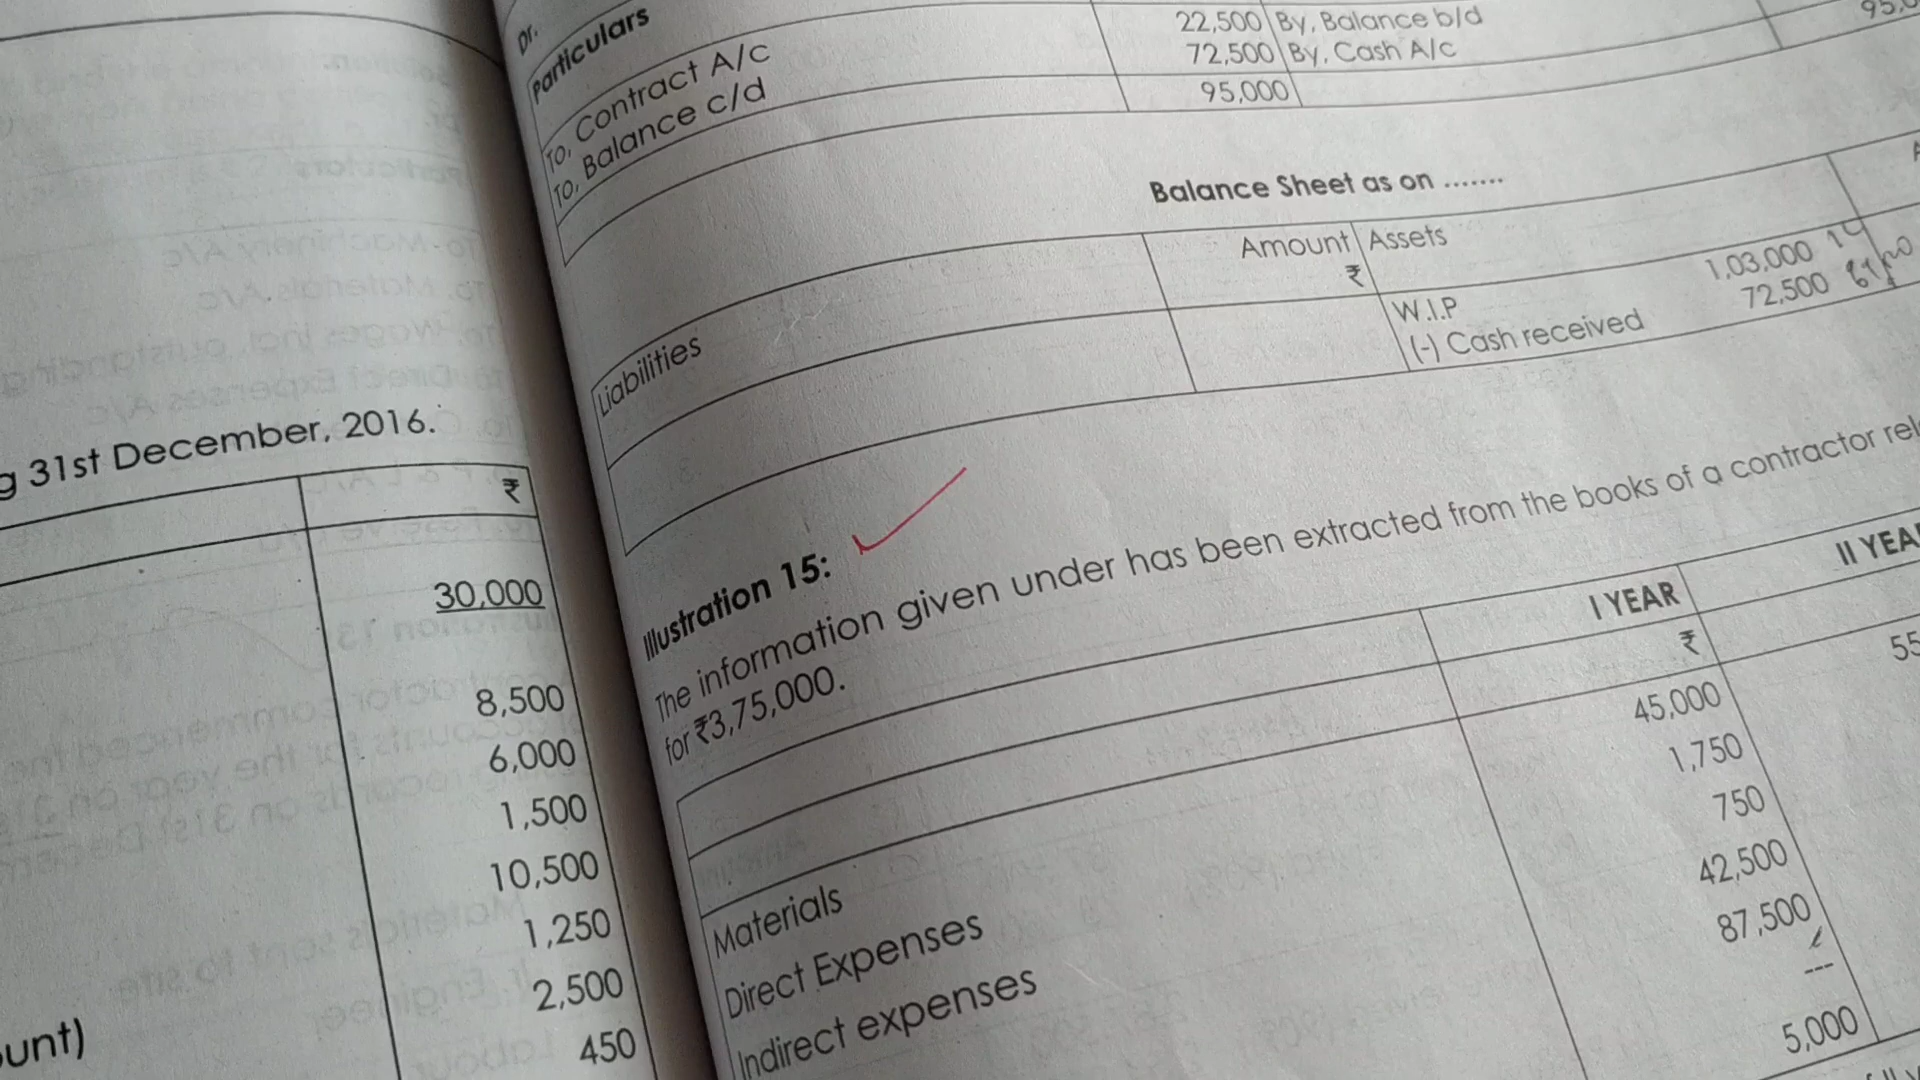 g 31st December, 2016.
₹
30,000
8,500
6,000
1,500
10,500
1,250
2,500
450
ount)
Dr.
Particulars
To, Contract A/c 22,500 By, Balance b/d
To, Balance c/d 72,500 By, Cash A/c
95,000
Balance Sheet as on .......
Liabilities Amount Assets
₹
W.I.P 1,03,000
(-) Cash received 72,500
Illustration 15:
The information given under has been extracted from the books of a contractor rel
for ₹3,75,000.
I YEAR II YEA
₹
Materials 45,000 55
Direct Expenses 1,750
Indirect expenses 750
42,500
87,500
---
5,000